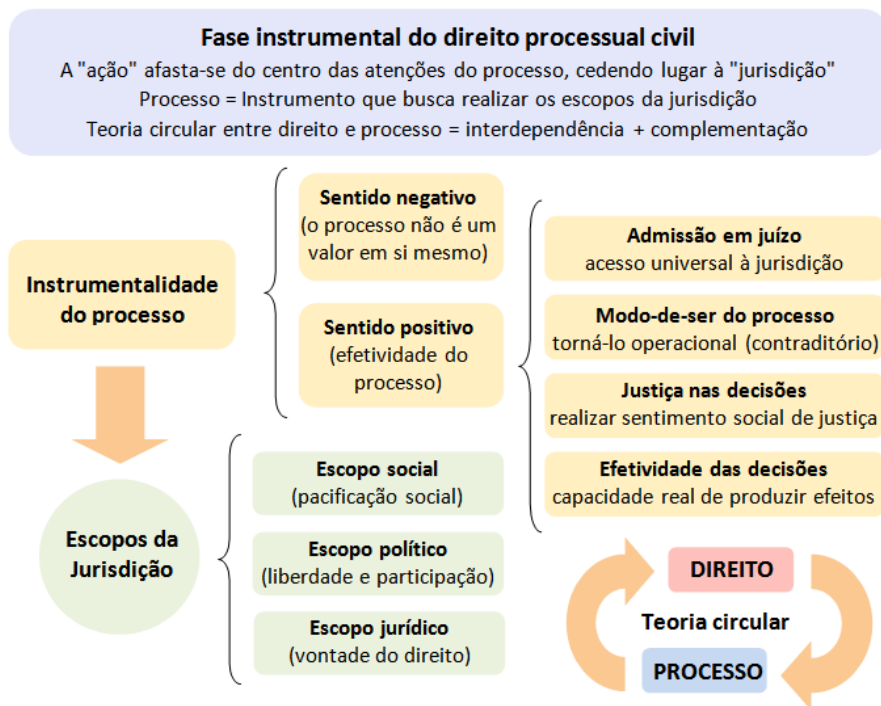 Fase instrumental do direito processual civil
A "ação" afasta-se do centro das atenções do processo, cedendo lugar à "jurisdição"
Processo = Instrumento que busca realizar os escopos da jurisdição
Teoria circular entre direito e processo = interdependência + complementação
Instrumentalidade
do processo
Sentido negativo
(o processo não é um
valor em si mesmo)
Sentido positivo
(efetividade do
processo)
Admissão em juízo
acesso universal à jurisdição
Modo-de-ser do processo
torná-lo operacional (contraditório)
Justiça nas decisões
realizar sentimento social de justiça
Efetividade das decisões
capacidade real de produzir efeitos
Escopos da
Jurisdição
Escopo social
(pacificação social)
Escopo político
(liberdade e participação)
Escopo jurídico
(vontade do direito)
DIREITO
Teoria circular
PROCESSO